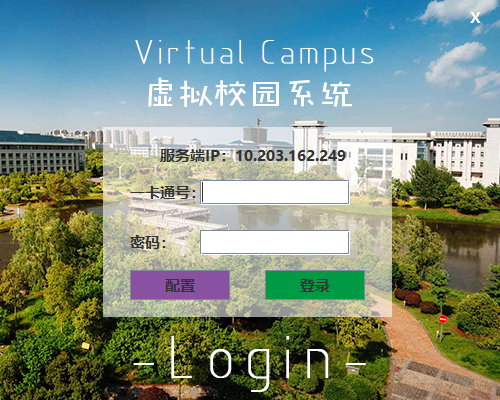 X
Virtual Campus
虚拟校园系统
服务端IP：10.203.162.249
一卡通号：
密码：
配置 登录
-Login-